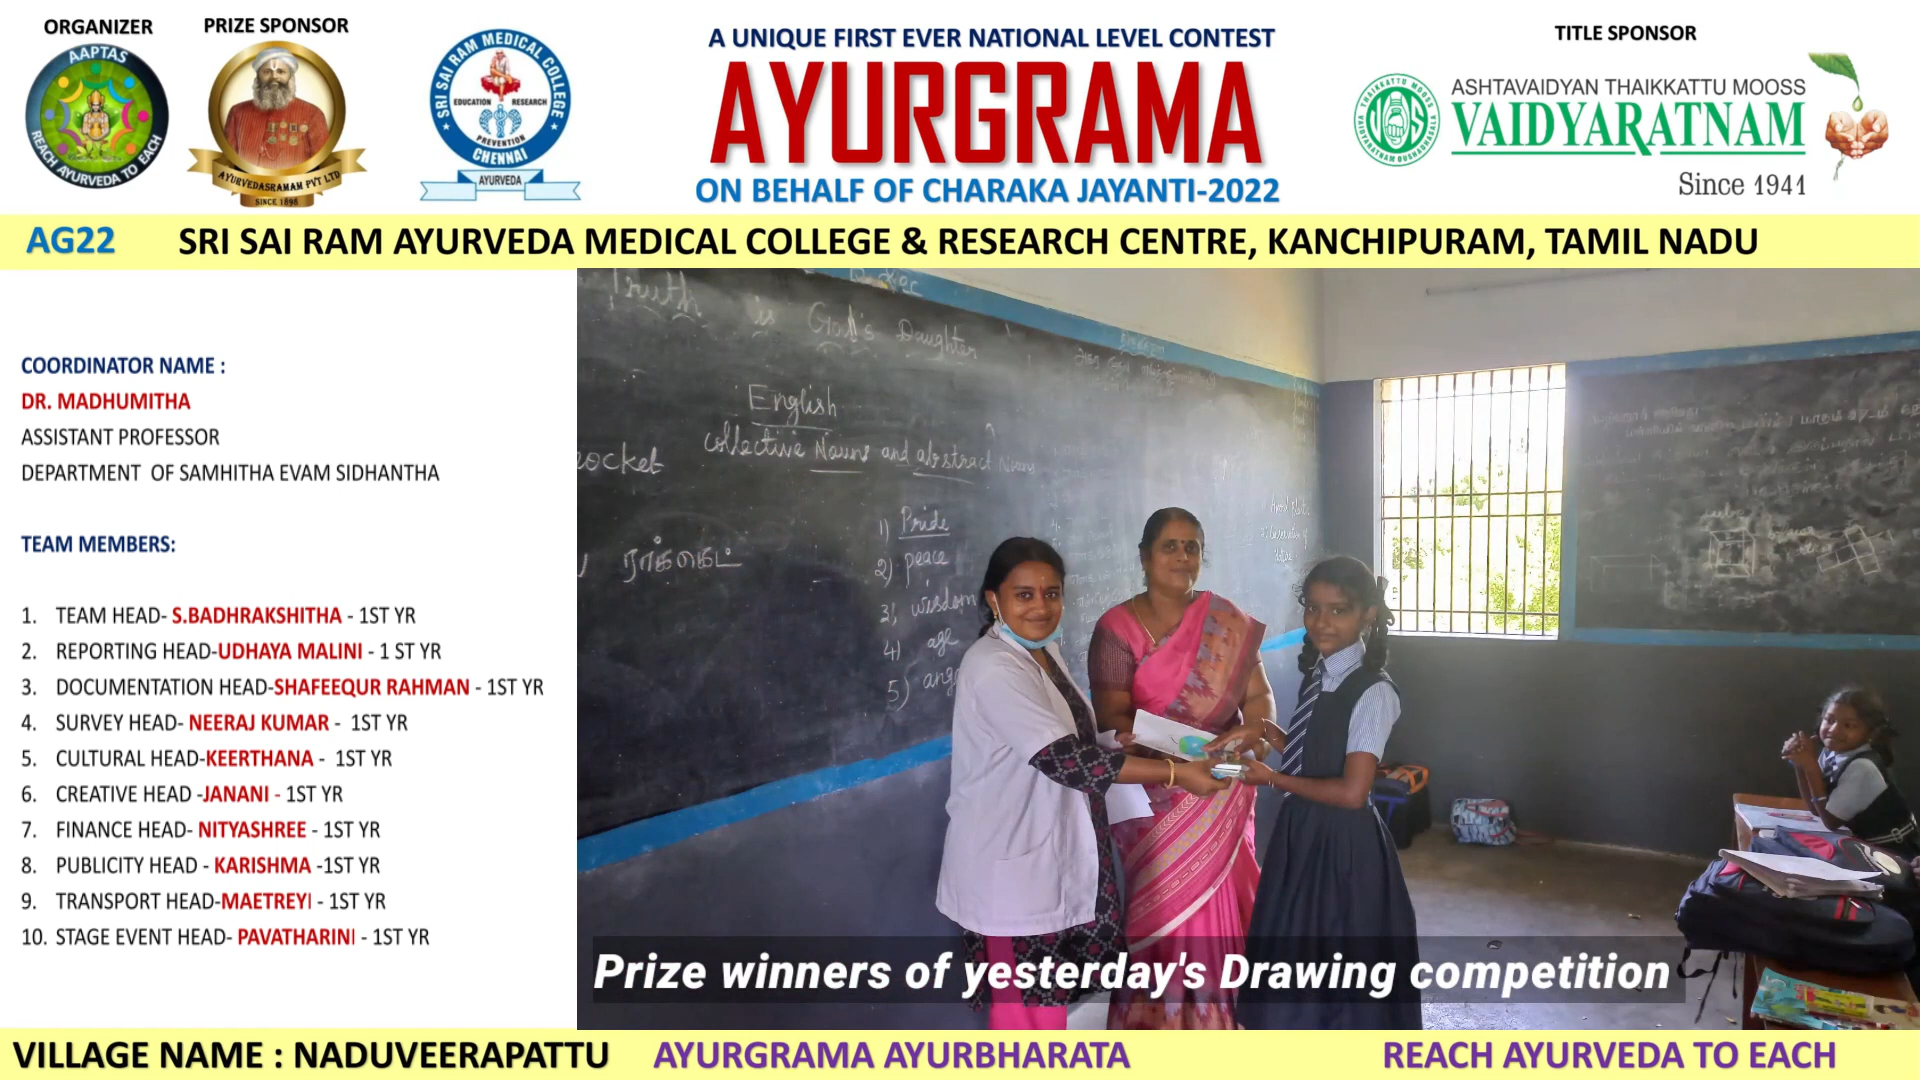 ORGANIZER
AAPTAS
REACH AYURVEDA TO EACH
PRIZE SPONSOR
AYURVEDASRAMAM PVT LTD
SINCE 1898
SRI SAI RAM MEDICAL COLLEGE
EDUCATION RESEARCH
PREVENTION
CHENNAI
AYURVEDA
A UNIQUE FIRST EVER NATIONAL LEVEL CONTEST
AYURGRAMA
ON BEHALF OF CHARAKA JAYANTI-2022
TITLE SPONSOR
THAIKKATTU MOOSS
VAIDYARATNAM OUSHADHASALA
ASHTAVAIDYAN THAIKKATTU MOOSS
VAIDYARATNAM
Since 1941
AG22 SRI SAI RAM AYURVEDA MEDICAL COLLEGE & RESEARCH CENTRE, KANCHIPURAM, TAMIL NADU
COORDINATOR NAME :
DR. MADHUMITHA
ASSISTANT PROFESSOR
DEPARTMENT OF SAMHITHA EVAM SIDHANTHA
TEAM MEMBERS:
1. TEAM HEAD- S.BADHRAKSHITHA - 1ST YR
2. REPORTING HEAD-UDHAYA MALINI - 1 ST YR
3. DOCUMENTATION HEAD-SHAFEEQUR RAHMAN - 1ST YR
4. SURVEY HEAD- NEERAJ KUMAR - 1ST YR
5. CULTURAL HEAD-KEERTHANA - 1ST YR
6. CREATIVE HEAD -JANANI - 1ST YR
7. FINANCE HEAD- NITYASHREE - 1ST YR
8. PUBLICITY HEAD - KARISHMA -1ST YR
9. TRANSPORT HEAD-MAETREYI - 1ST YR
10. STAGE EVENT HEAD- PAVATHARINI - 1ST YR
Truth is God's Daughter
English
collective Nouns and abstract Nouns
ocket
ராக்கெட்
1) Pride
2) peace
3) wisdom
4) age
5) ang
Prize winners of yesterday's Drawing competition
VILLAGE NAME : NADUVEERAPATTU AYURGRAMA AYURBHARATA REACH AYURVEDA TO EACH